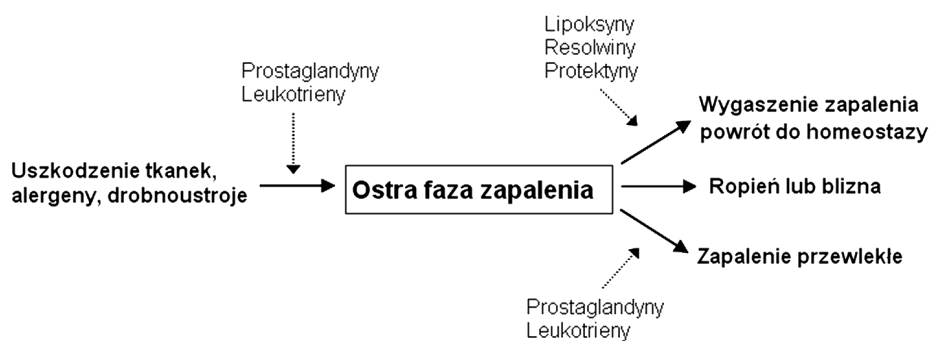 Lipoksyny
Resolwiny
Protektyny
Prostaglandyny
Leukotrieny
Wygaszenie zapalenia
powrót do homeostazy
Uszkodzenie tkanek,
alergeny, drobnoustroje
Ostra faza zapalenia
Ropień lub blizna
Zapalenie przewlekłe
Prostaglandyny
Leukotrieny